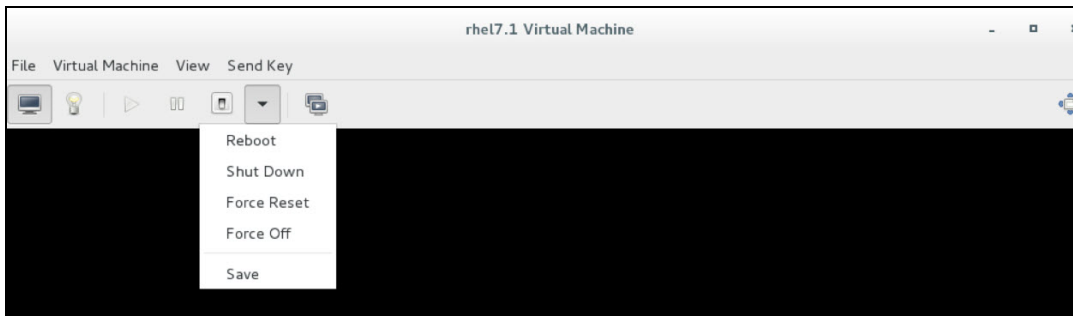 rhel7.1 Virtual Machine
File Virtual Machine View Send Key
Reboot
Shut Down
Force Reset
Force Off
Save